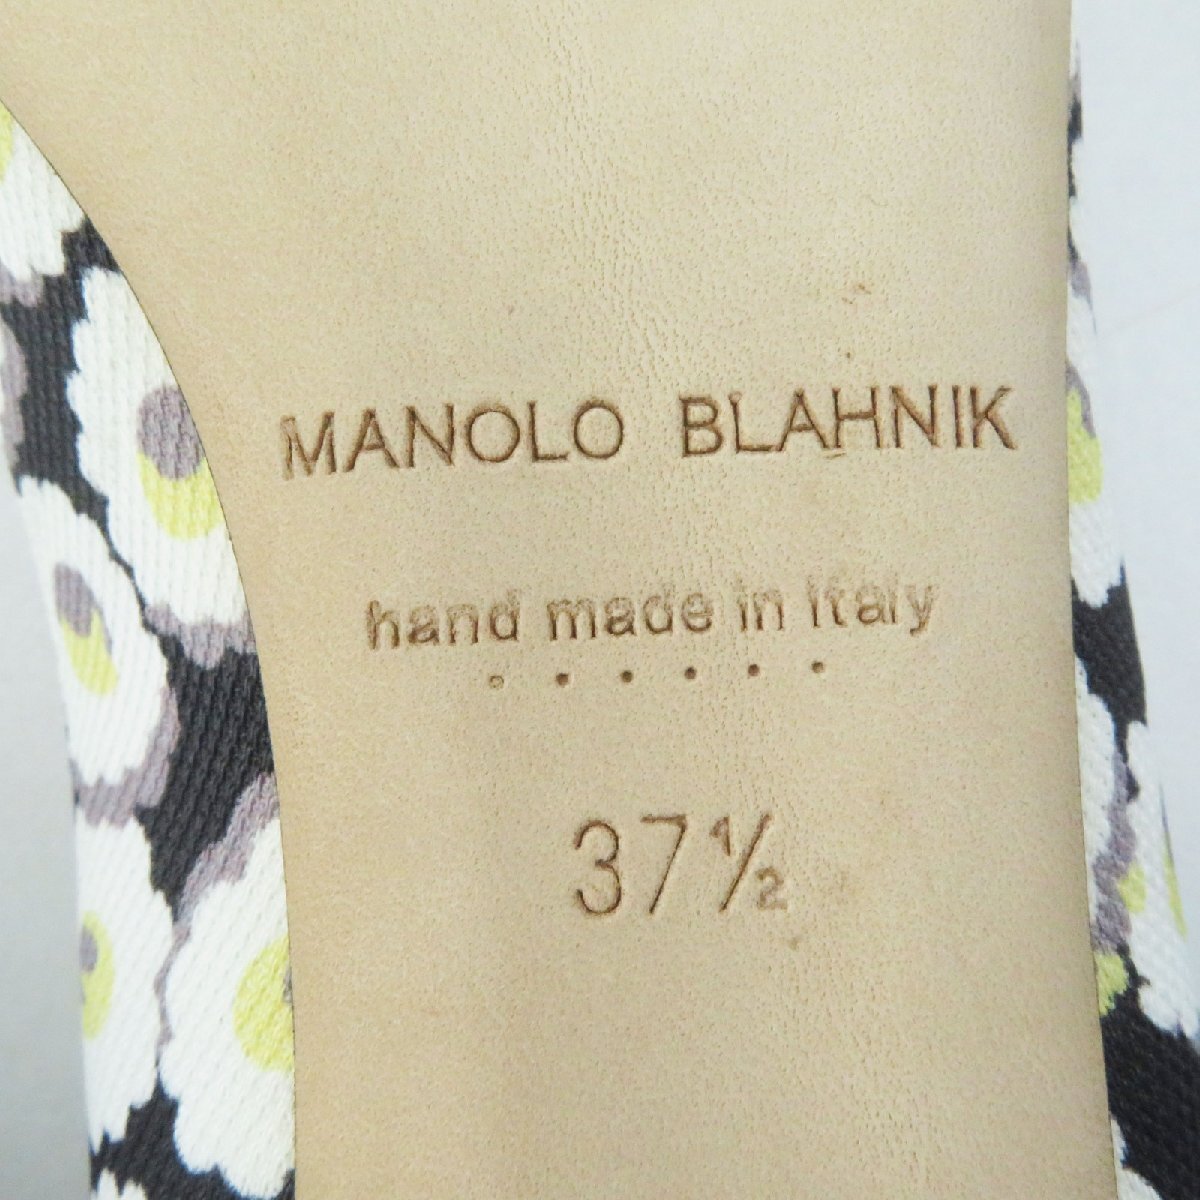 MANOLO BLAHNIK
hand made in italy
......
37½